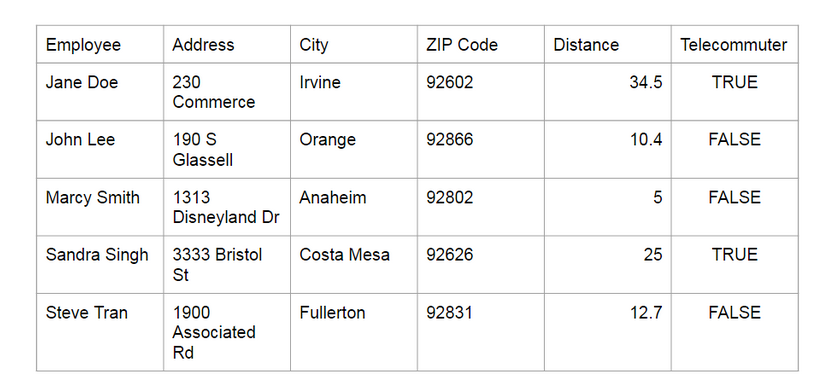 Employee Address City ZIP Code Distance Telecommuter
Jane Doe 230 Irvine 92602 34.5 TRUE
Commerce
John Lee 190 S Orange 92866 10.4 FALSE
Glassell
Marcy Smith 1313 Anaheim 92802 5 FALSE
Disneyland Dr
Sandra Singh 3333 Bristol Costa Mesa 92626 25 TRUE
St
Steve Tran 1900 Fullerton 92831 12.7 FALSE
Associated
Rd